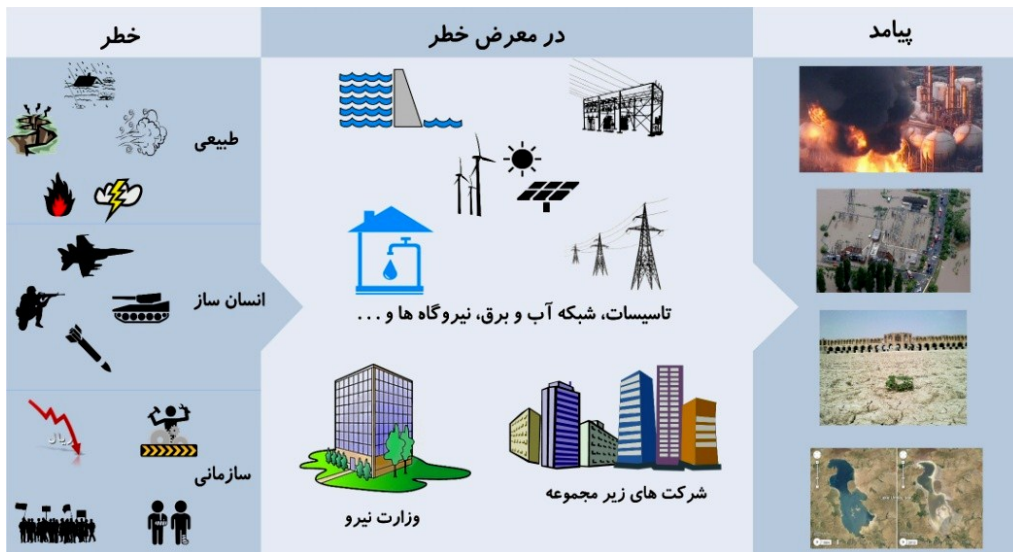 خطر
در معرض خطر
پیامد
طبیعی
انسان ساز
سازمانی
ریال
تاسیسات، شبکه آب و برق، نیروگاه ها و ...
وزارت نیرو
شرکت های زیر مجموعه